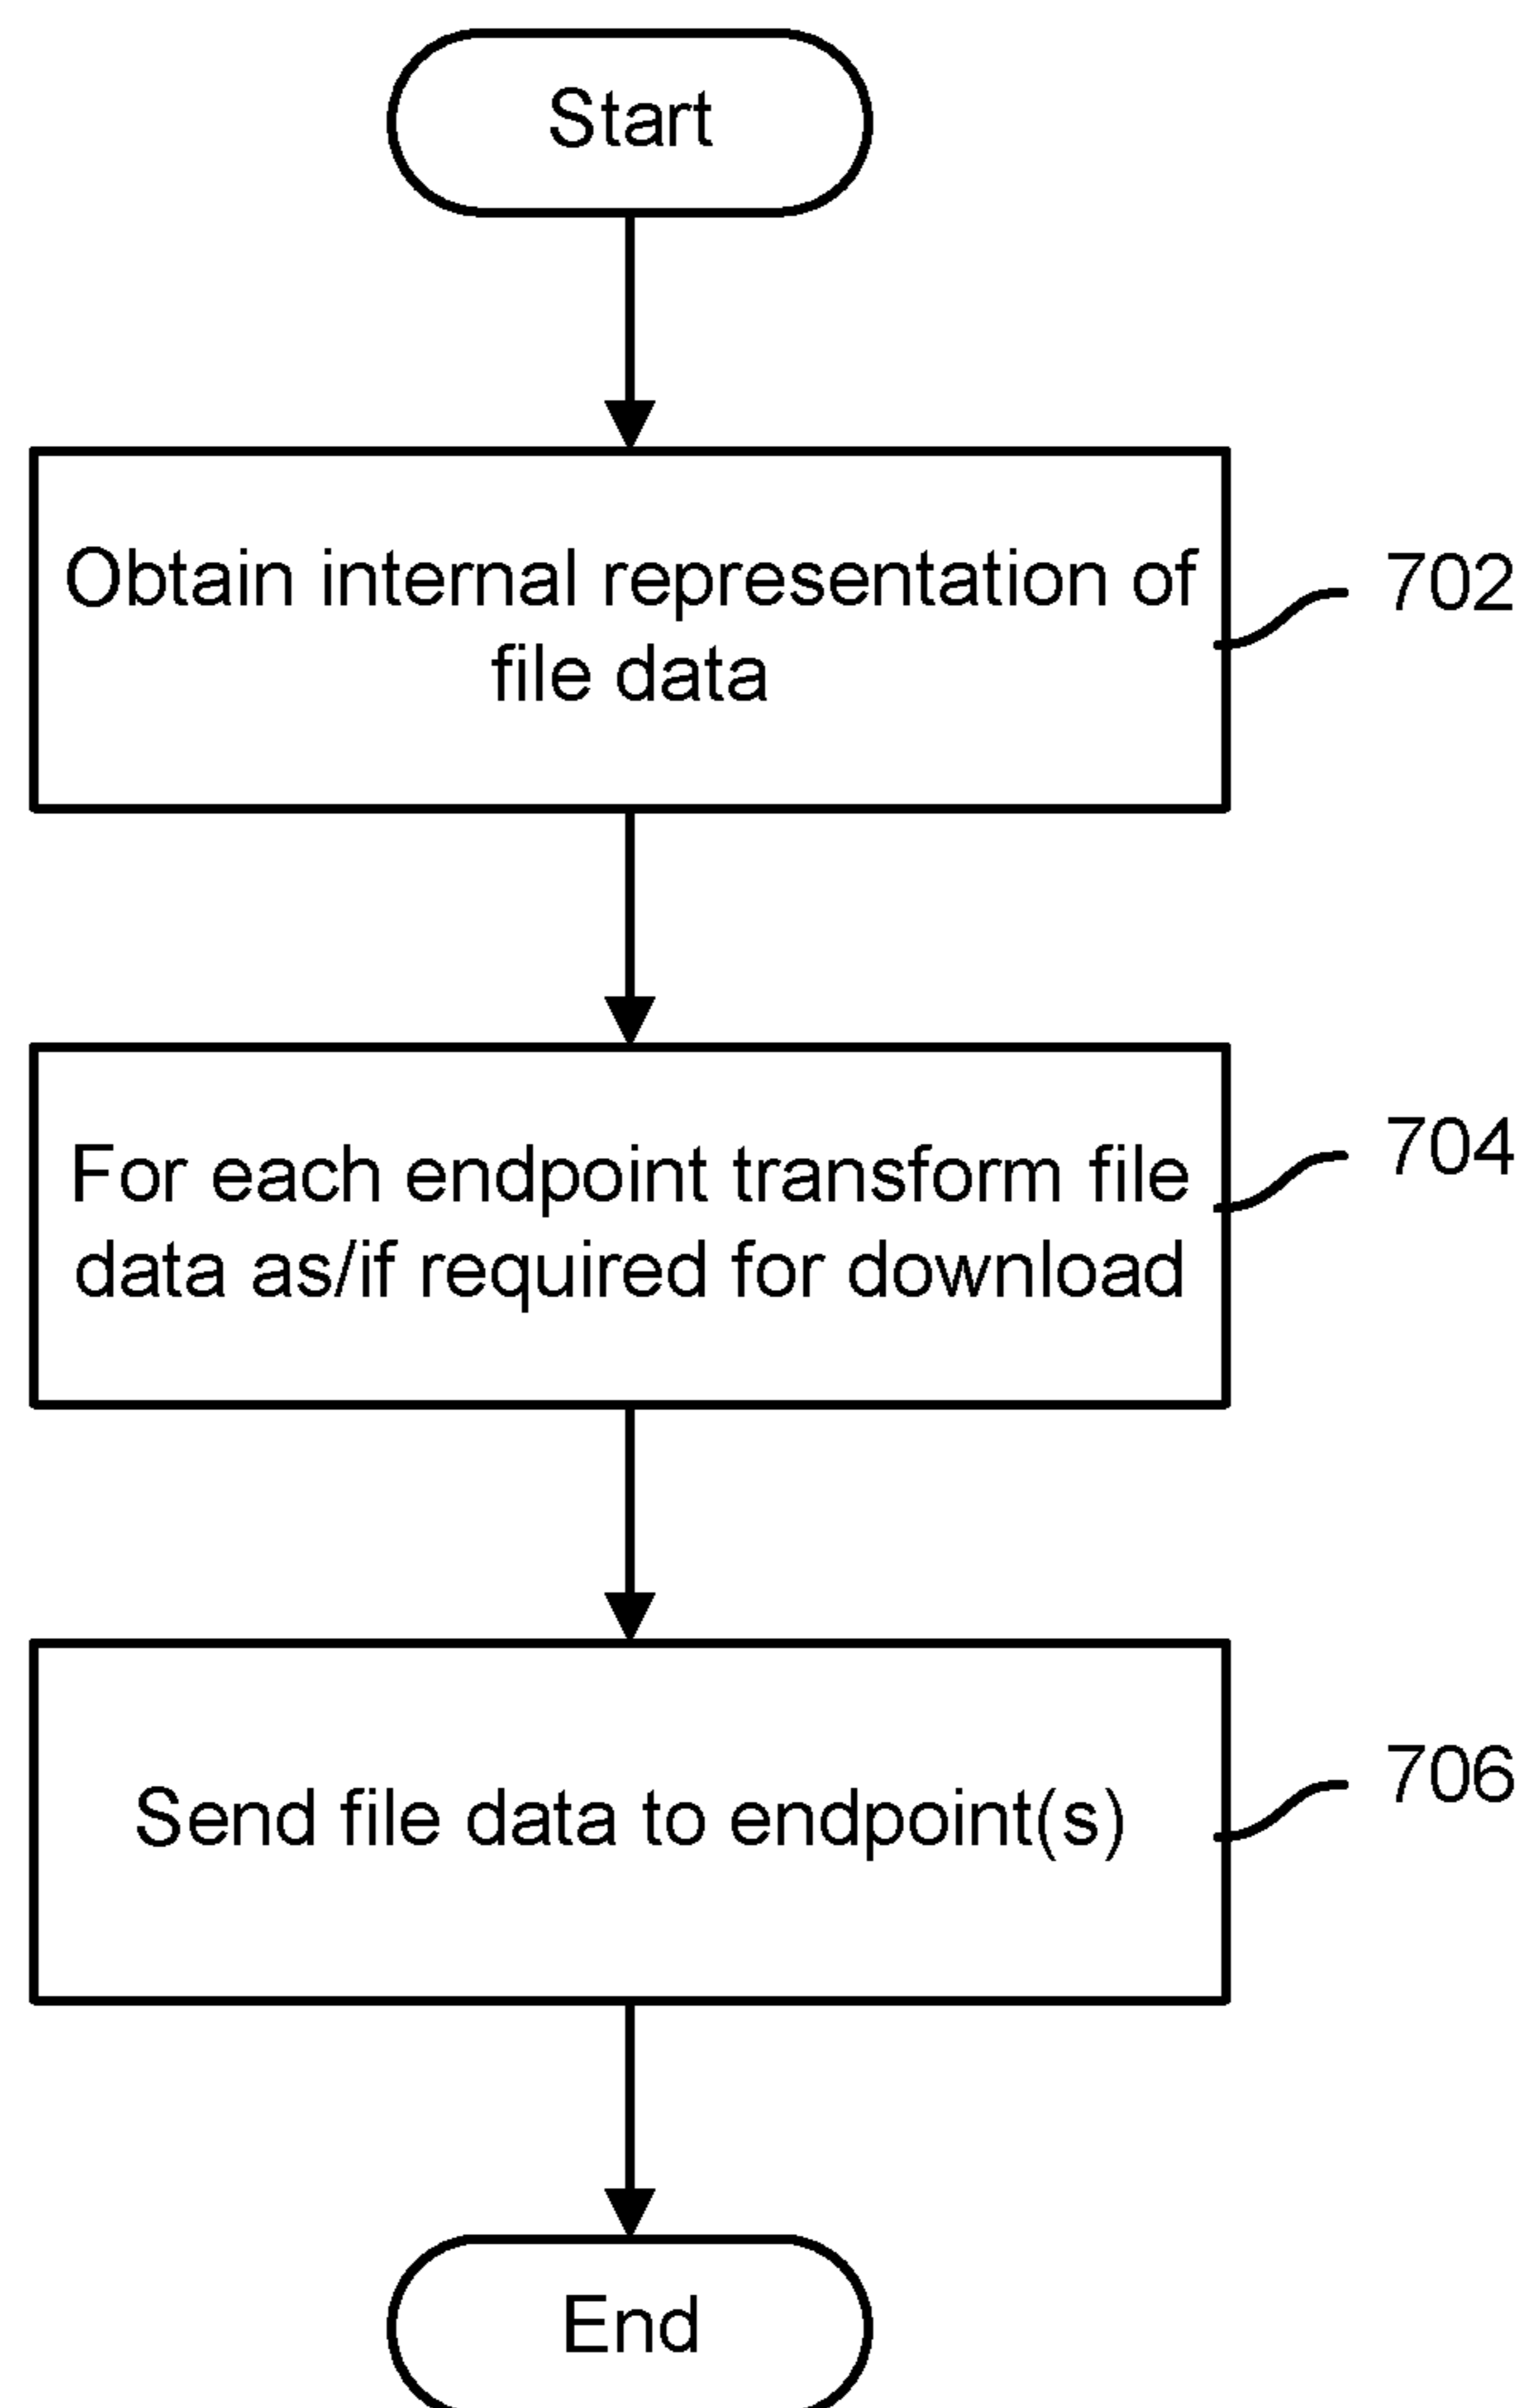 Start
Obtain internal representation of
file data
702
For each endpoint transform file
data as/if required for download
704
Send file data to endpoint(s)
706
End